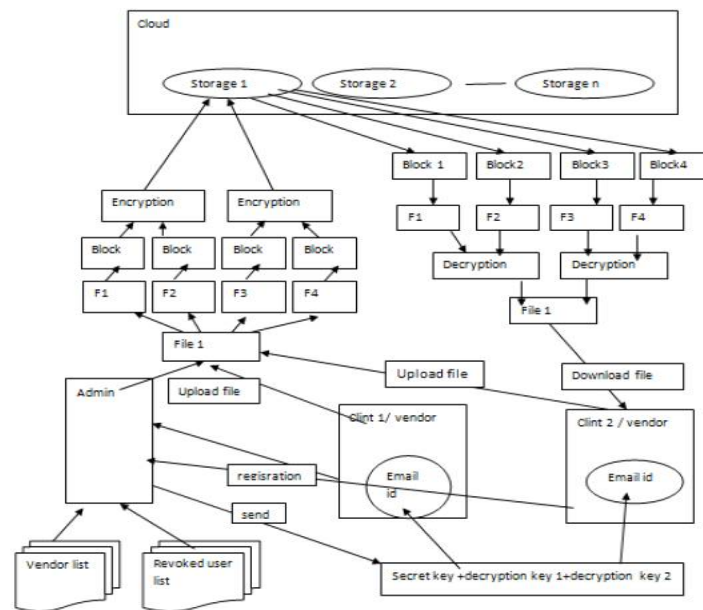 Cloud
Storage 1
Storage 2
Storage n
Block 1
Block2
Block3
Block4
Encryption
Encryption
F1
F2
F3
F4
Block
Block
Block
Block
Decryption
Decryption
F1
F2
F3
F4
File 1
File 1
Upload file
Download file
Admin
Upload file
Clint 1/ vendor
Clint 2 / vendor
regisration
Email
id
Email id
send
Vendor list
Revoked user
list
Secret key +decryption key 1+decryption key 2